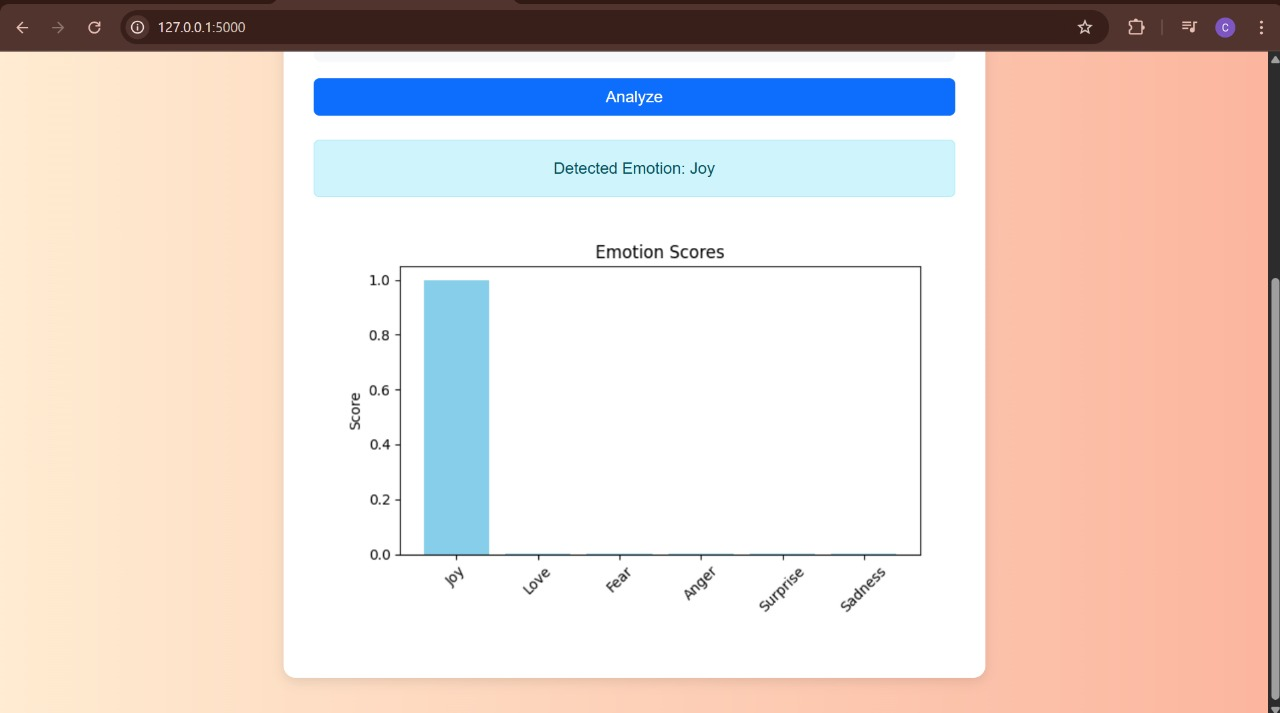 127.0.0.1:5000
C
Analyze
Detected Emotion: Joy
Emotion Scores
1.0
0.8
0.6
0.4
0.2
0.0
Score
Joy
Love
Fear
Anger
Surprise
Sadness